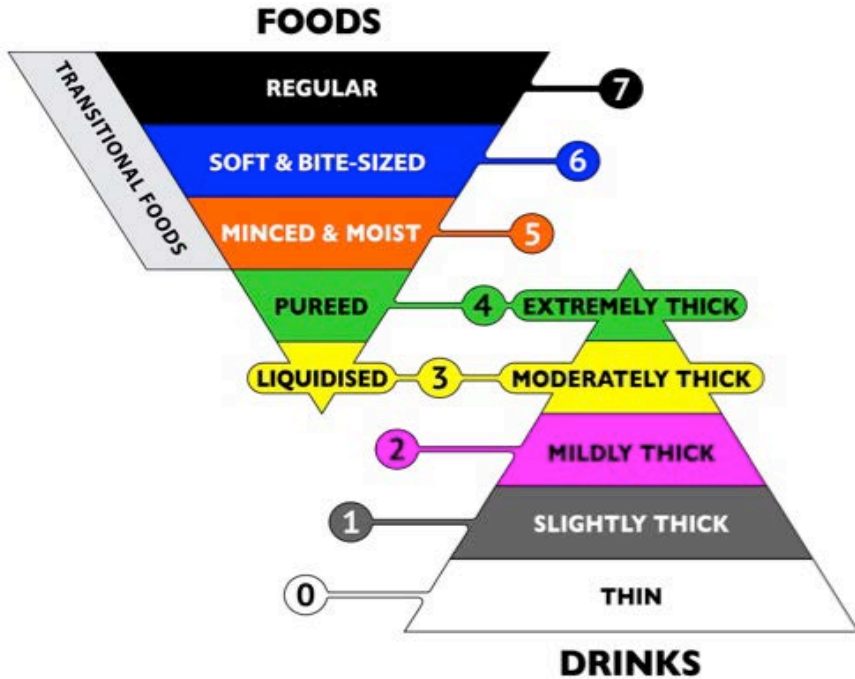 FOODS
TRANSITIONAL FOODS
REGULAR
7
SOFT & BITE-SIZED
6
MINCED & MOIST
5
PUREED
4
EXTREMELY THICK
LIQUIDISED
3
MODERATELY THICK
2
MILDLY THICK
1
SLIGHTLY THICK
0
THIN
DRINKS